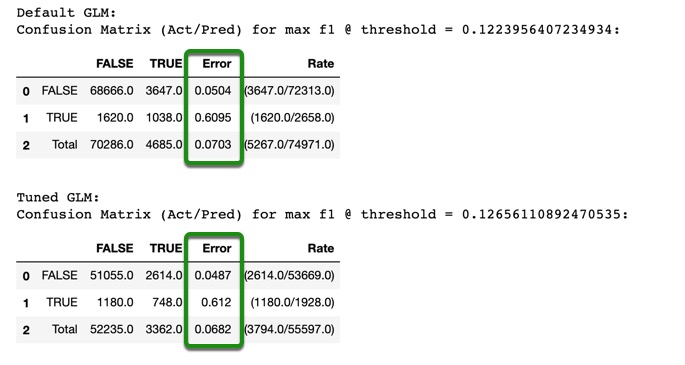 Default GLM:
Confusion Matrix (Act/Pred) for max f1 @ threshold = 0.1223956407234934:
FALSE TRUE Error Rate
0 FALSE 68666.0 3647.0 0.0504 (3647.0/72313.0)
1 TRUE 1620.0 1038.0 0.6095 (1620.0/2658.0)
2 Total 70286.0 4685.0 0.0703 (5267.0/74971.0)
Tuned GLM:
Confusion Matrix (Act/Pred) for max f1 @ threshold = 0.12656110892470535:
FALSE TRUE Error Rate
0 FALSE 51055.0 2614.0 0.0487 (2614.0/53669.0)
1 TRUE 1180.0 748.0 0.612 (1180.0/1928.0)
2 Total 52235.0 3362.0 0.0682 (3794.0/55597.0)